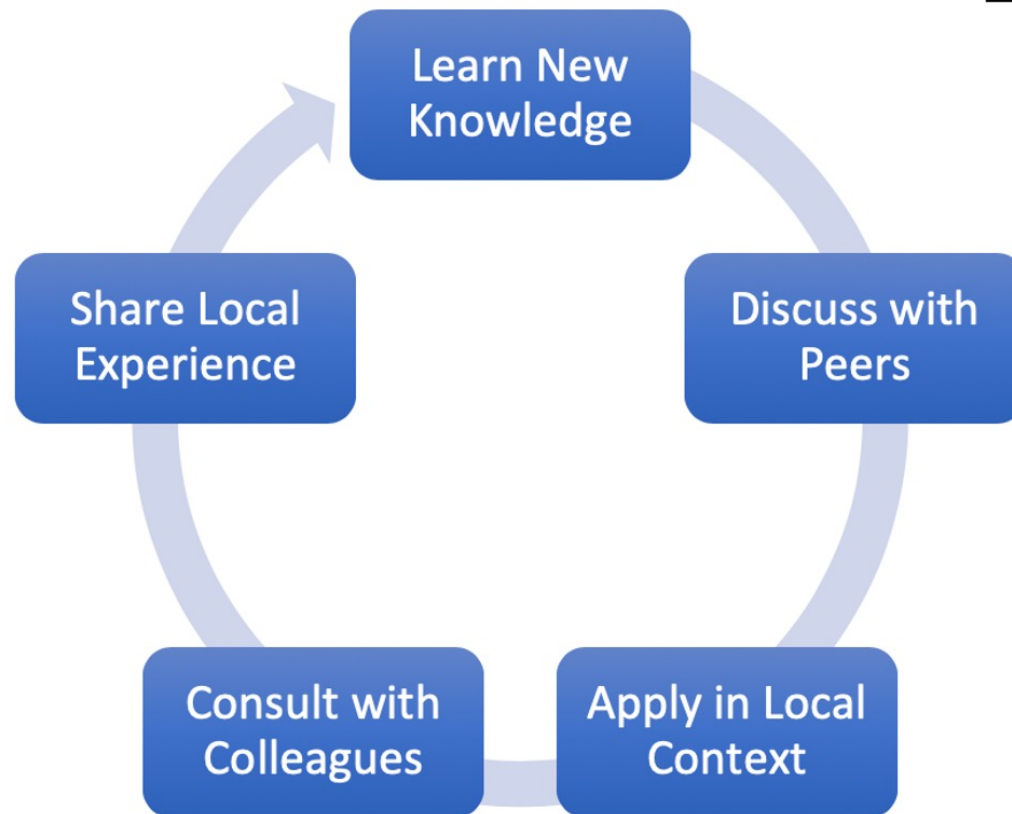 Learn New
Knowledge
Discuss with
Peers
Apply in Local
Context
Consult with
Colleagues
Share Local
Experience